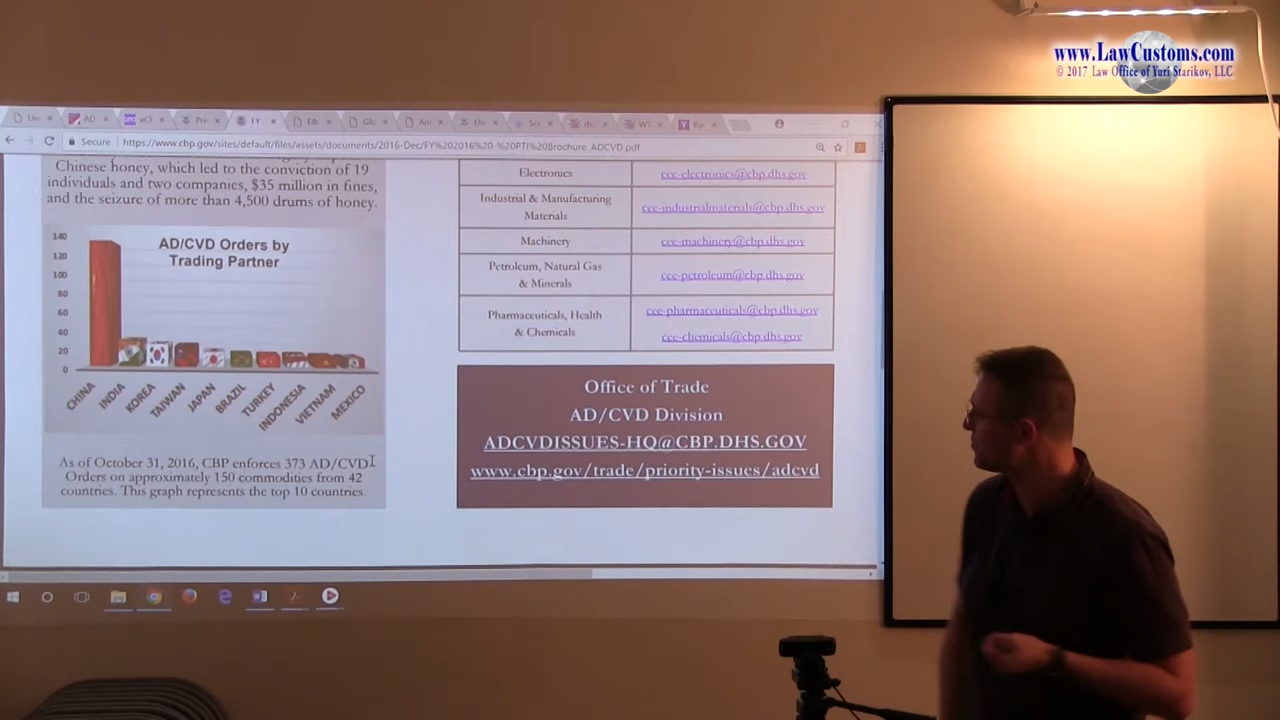 www.LawCustoms.com
© 2017 Law Office of Yuri Starikov, LLC
AD
FY
Secure
https://www.cbp.gov/sites/default/files/assets/documents/2016-Dec/FY%202016%20-%20PTI%20Brochure_ADCVD.pdf
Chinese honey, which led to the conviction of 19
individuals and two companies, $35 million in fines,
and the seizure of more than 4,500 drums of honey.
AD/CVD Orders by
Trading Partner
140
120
100
80
60
40
20
0
CHINA
INDIA
KOREA
TAIWAN
JAPAN
BRAZIL
TURKEY
INDONESIA
VIETNAM
MEXICO
As of October 31, 2016, CBP enforces 373 AD/CVD
Orders on approximately 150 commodities from 42
countries. This graph represents the top 10 countries.
Electronics
cee-electronics@cbp.dhs.gov
Industrial & Manufacturing
Materials
cee-industrialmaterials@cbp.dhs.gov
Machinery
cee-machinery@cbp.dhs.gov
Petroleum, Natural Gas
& Minerals
cee-petroleum@cbp.dhs.gov
Pharmaceuticals, Health
& Chemicals
cee-pharmaceuticals@cbp.dhs.gov
cee-chemicals@cbp.dhs.gov
Office of Trade
AD/CVD Division
ADCVDISSUES-HQ@CBP.DHS.GOV
www.cbp.gov/trade/priority-issues/adcvd